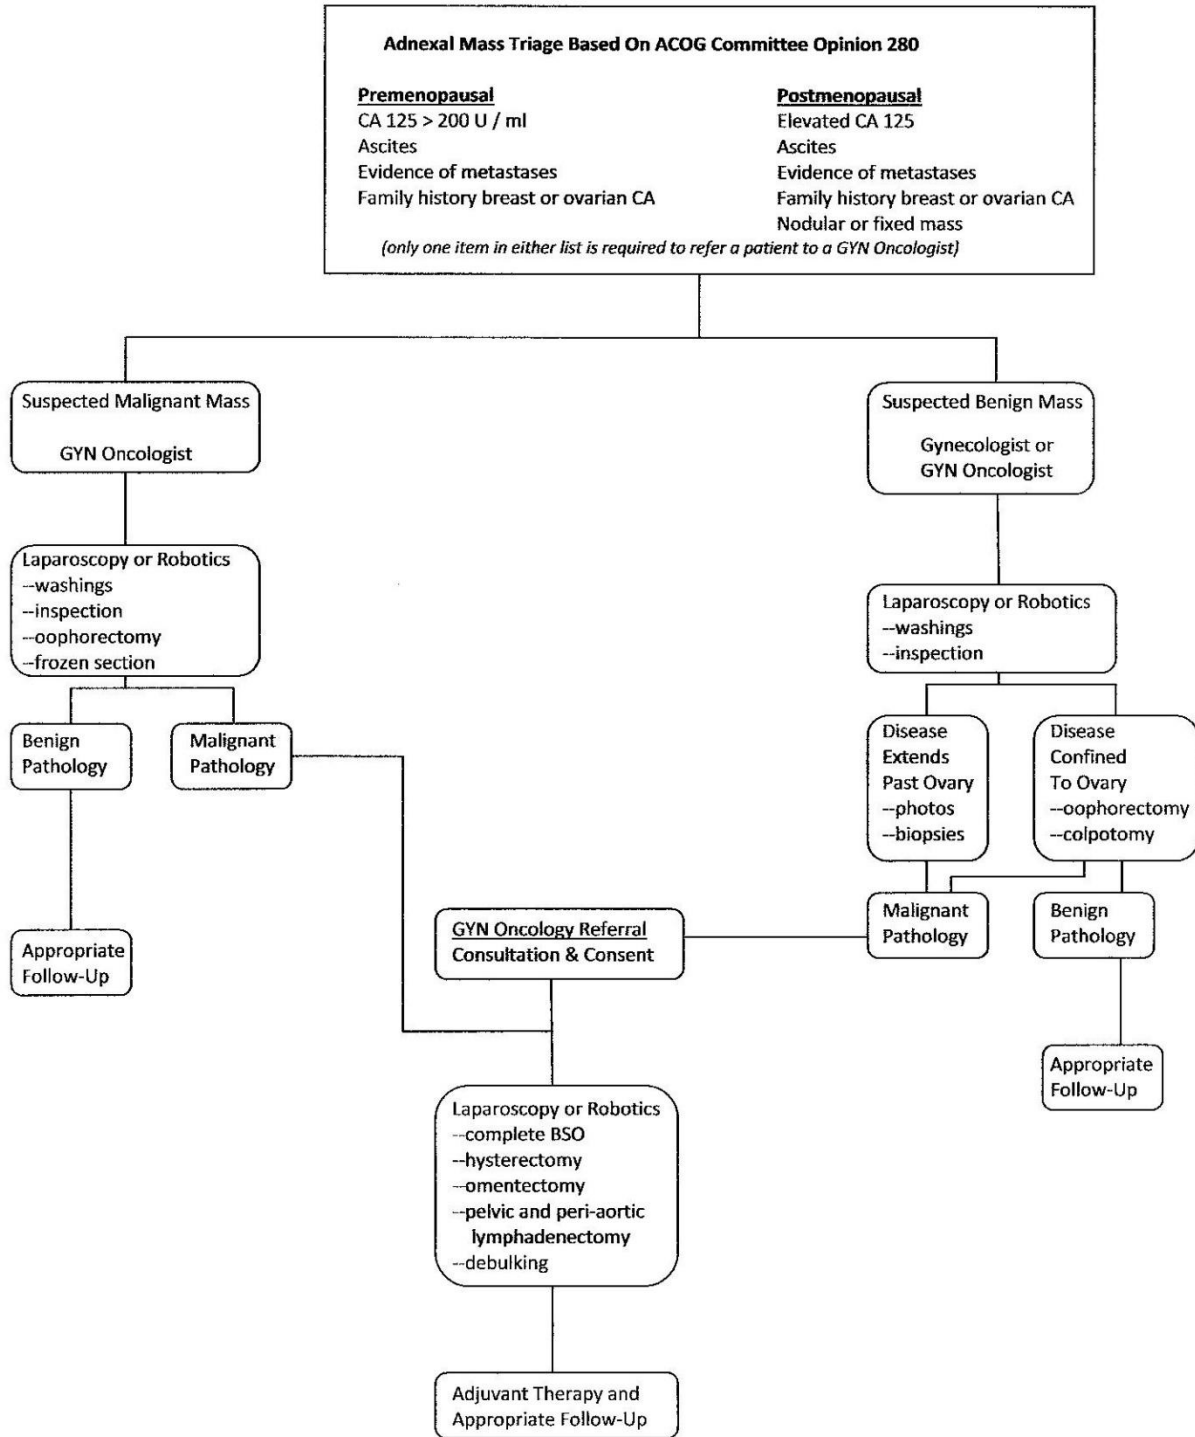 Adnexal Mass Triage Based On ACOG Committee Opinion 280
Premenopausal
CA 125 > 200 U / ml
Ascites
Evidence of metastases
Family history breast or ovarian CA
Postmenopausal
Elevated CA 125
Ascites
Evidence of metastases
Family history breast or ovarian CA
Nodular or fixed mass
(only one item in either list is required to refer a patient to a GYN Oncologist)
Suspected Malignant Mass
GYN Oncologist
Suspected Benign Mass
Gynecologist or
GYN Oncologist
Laparoscopy or Robotics
--washings
--inspection
--oophorectomy
--frozen section
Laparoscopy or Robotics
--washings
--inspection
Benign
Pathology
Malignant
Pathology
Disease
Extends
Past Ovary
--photos
--biopsies
Disease
Confined
To Ovary
--oophorectomy
--colpotomy
Malignant
Pathology
Benign
Pathology
GYN Oncology Referral
Consultation & Consent
Appropriate
Follow-Up
Appropriate
Follow-Up
Laparoscopy or Robotics
--complete BSO
--hysterectomy
--omentectomy
--pelvic and peri-aortic
lymphadenectomy
--debulking
Adjuvant Therapy and
Appropriate Follow-Up